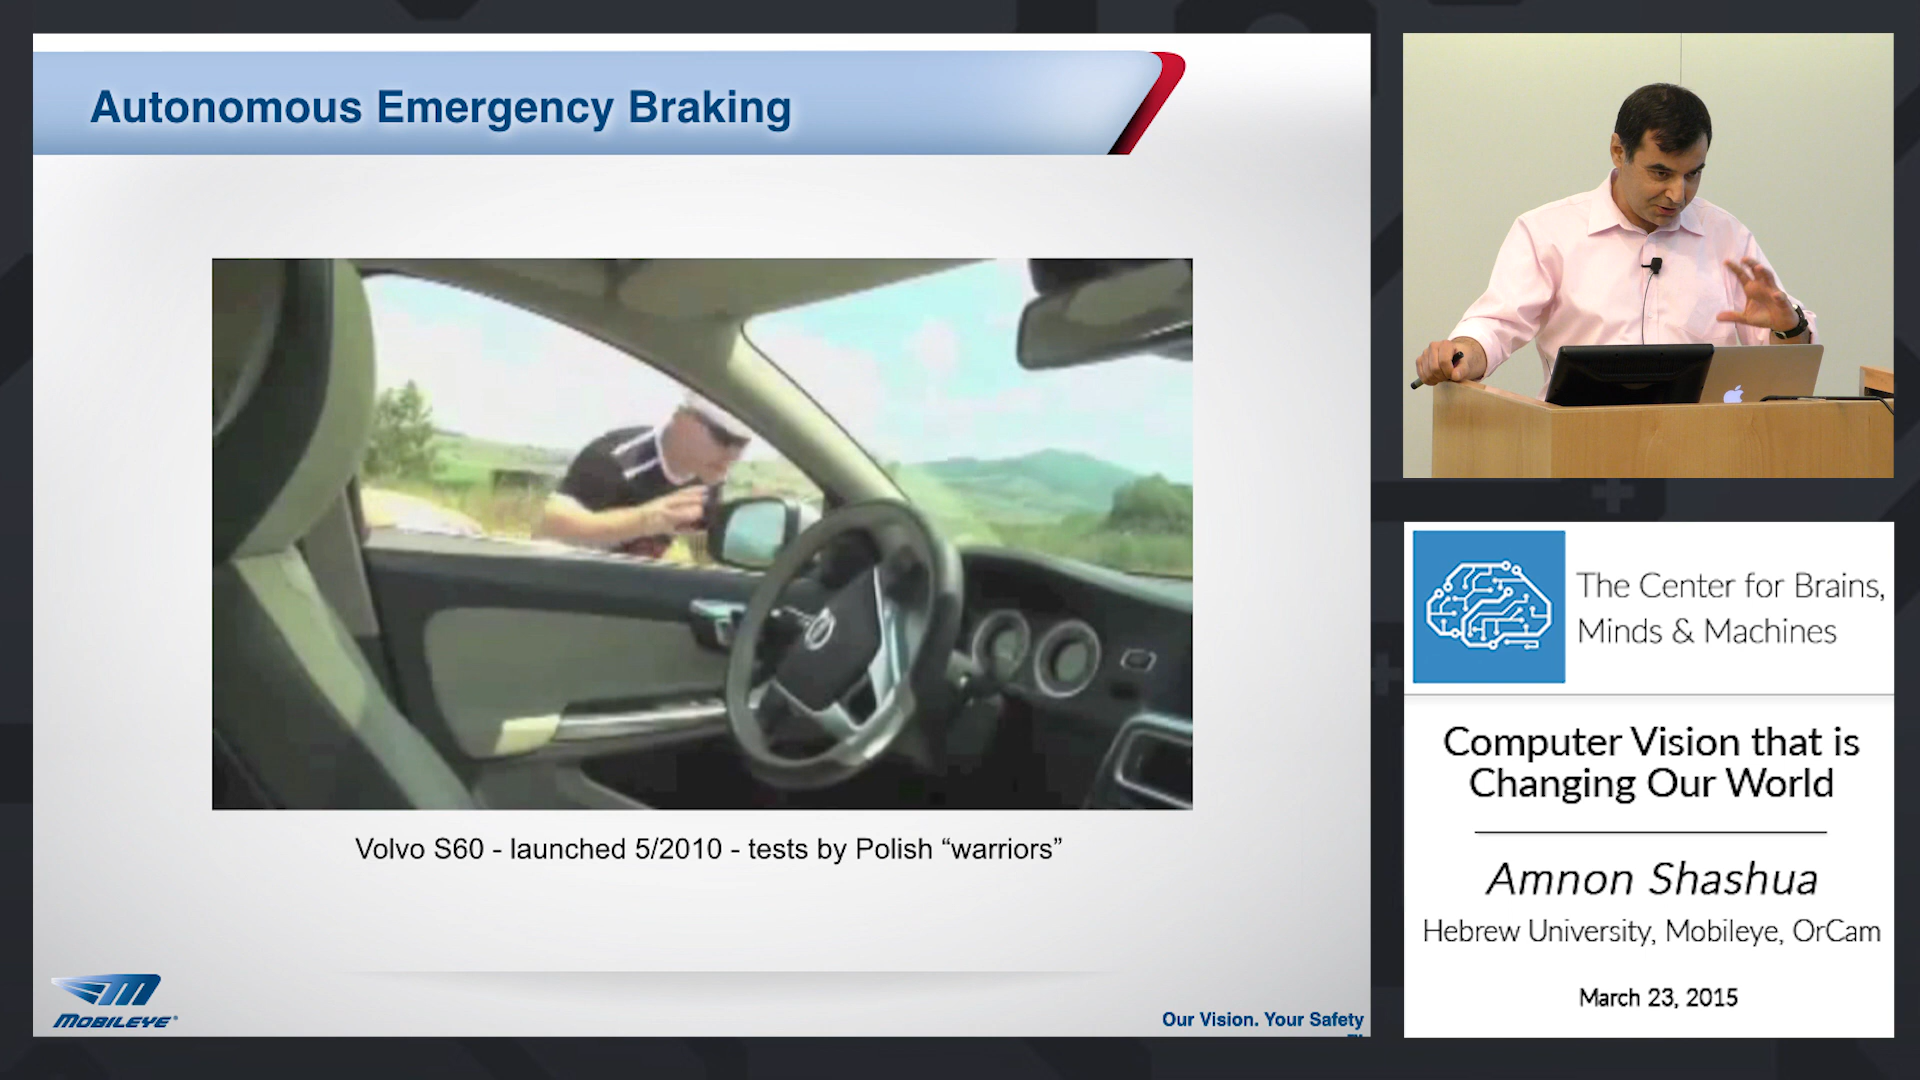 Autonomous Emergency Braking
Volvo S60 - launched 5/2010 - tests by Polish “warriors”
MOBILEYE®
Our Vision. Your Safety
The Center for Brains,
Minds & Machines
Computer Vision that is
Changing Our World
Amnon Shashua
Hebrew University, Mobileye, OrCam
March 23, 2015